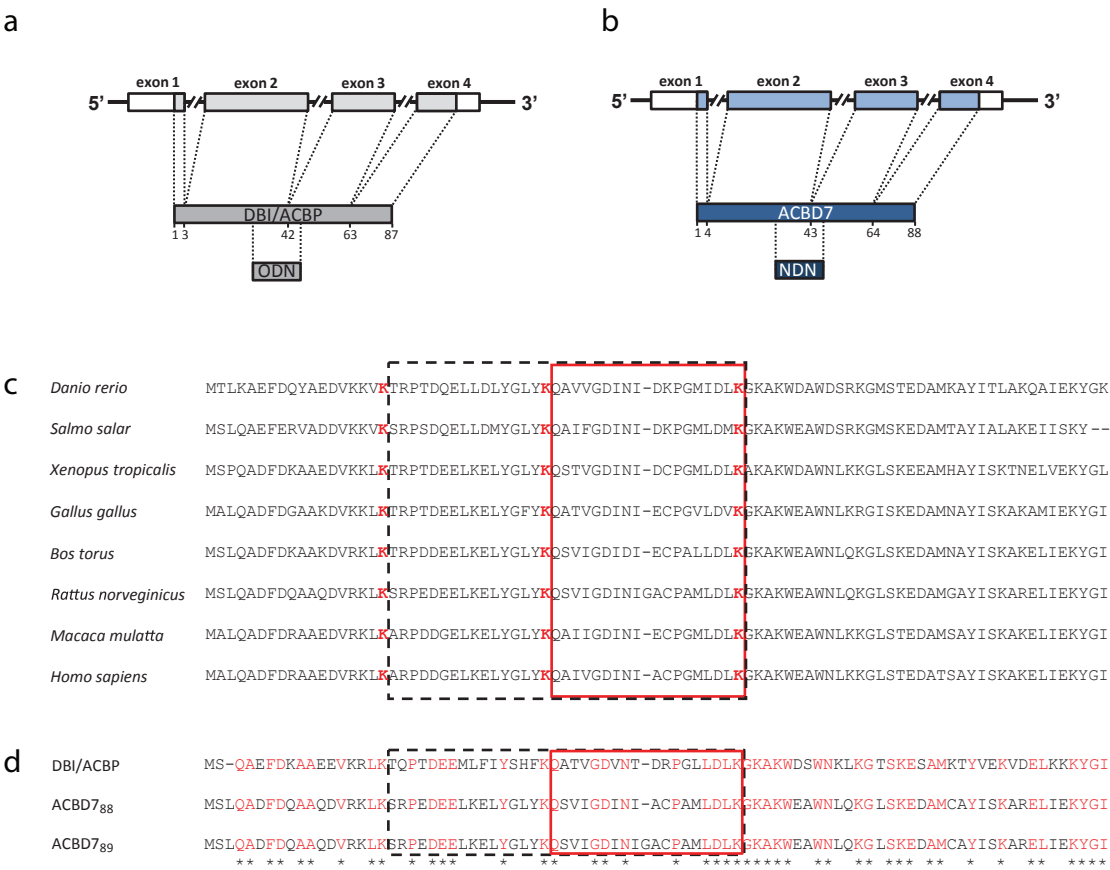 a
b
exon 1 exon 2 exon 3 exon 4
5’ 3’
DBI/ACBP
1 3 42 63 87
ODN
exon 1 exon 2 exon 3 exon 4
5’ 3’
ACBD7
1 4 43 64 88
NDN
c
Danio rerio MTLKAEFDQYAEDVKKVKTRPTDQELLDLYGLYKQAVVGDINI-DKPGMIDLKGKAKWDAWDSRKGMSTEDAMKAYITLAKQAIEKYGK
Salmo salar MSLQAEFERVADDVKKVKSRPSDQELLDMYGLYKQAIFGDINI-DKPGMLDMKGKAKWEAWDSRKGMSKEDAMTAYIALAKEIISKY--
Xenopus tropicalis MSPQADFDKAAEDVKKLKTRPTDEELKELYGLYKQSTVGDINI-DCPGMLDLKAKAKWDAWNLKKGLSKEEAMHAYISKTNELVEKYGL
Gallus gallus MALQAEFDGAAEDVKKLKTRPTDEELKELYGFYKQATVGDINI-ECPGVLDVKGKAKWEAWNLKRGISKEDAMNAYISKAKAMIEKYGI
Bos torus MSLQADFDKAAKDVRKLKTRPDDEELKELYGLYKQSVIGDIDI-ECPALLDLKGKAKWEAWNLQKGLSKEDAMNAYISKAKELIEKYGI
Rattus norveginicus MSLQADFDQAAQDVRKLKSRPEDEELKELYGLYKQSVIGDINIGACPAMLDLKGKAKWEAWNLQKGMSKEDAMSAYISKARELIEKYGI
Macaca mulatta MALQADFDRAAEDVRKLKARPDDGELKELYGLYKQAIIGDINI-ECPGMLDLKGKAKWEAWNLKKGLSTEDAMSAYISKAKELIEKYGI
Homo sapiens MALQADFDRAAEDVRKLKARPDDGELKELYGLYKQAIVGDINI-ACPGMLDLKGKAKWEAWNLKKGLSTEDATSAYISKAKELIEKYGI
d
DBI/ACBP MS-QAEFDKAAEEVKRLKTQPTDEEMLFIYSHFKQATVGDVNT-DRPGLLDLKGKAKWDSWNKLKGTSKESAMKTYVEKVDELKKKYGI
ACBD7₈₈ MSLQADFDQAAQDVRKLKSRPEDEELKELYGLYKQSVIGDINI-ACPAMLDLKGKAKWEAWNLQKGLSKEDAMCAYISKARELIEKYGI
ACBD7₈₉ MSLQADFDQAAQDVRKLKSRPEDEELKELYGLYKQSVIGDINIGACPAMLDLKGKAKWEAWNLQKGLSKEDAMCAYISKARELIEKYGI